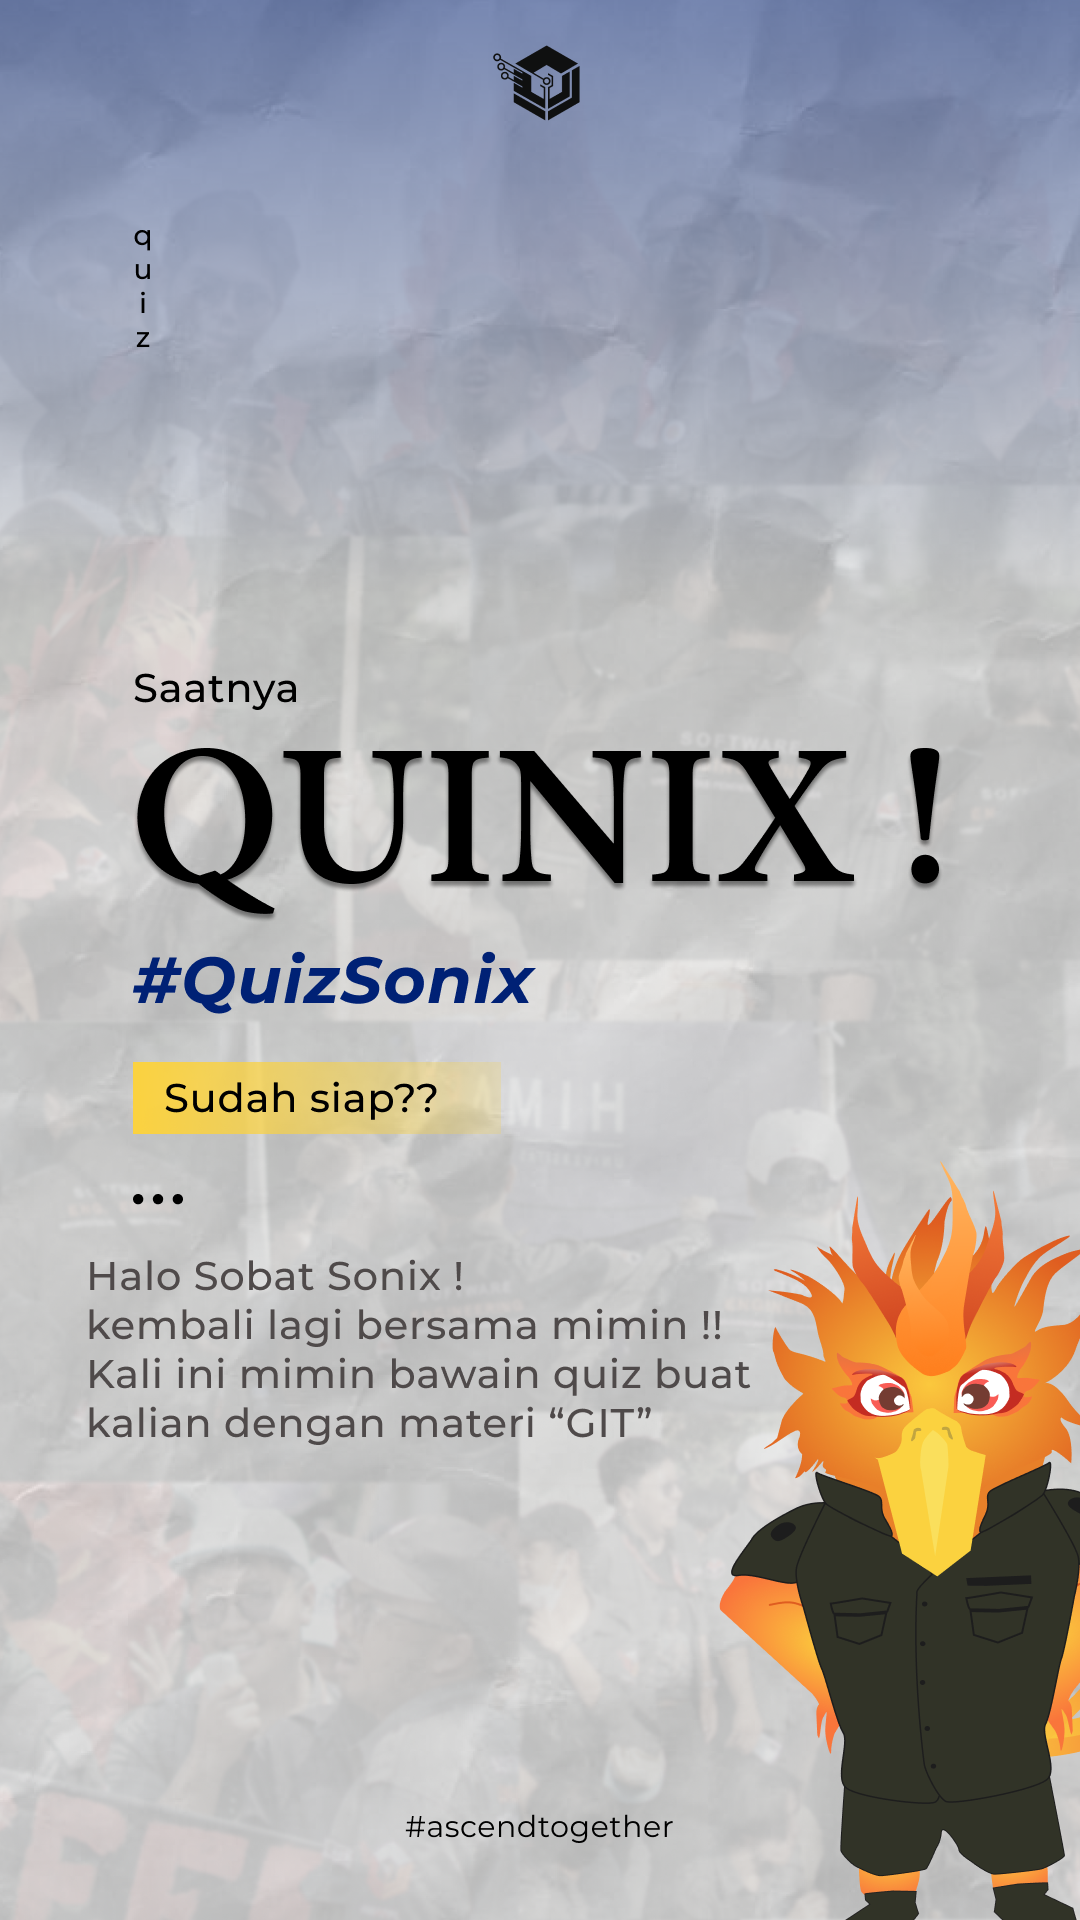 quiz
Saatnya
QUINIX !
#QuizSonix
Sudah siap??
...
Halo Sobat Sonix !
kembali lagi bersama mimin !!
Kali ini mimin bawain quiz buat
kalian dengan materi “GIT”
#ascendtogether